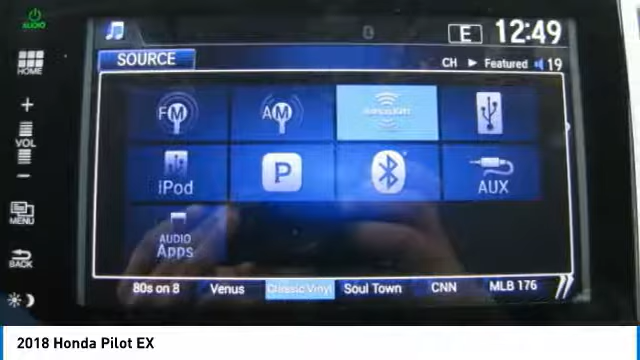 AUDIO
E 12:49
HOME
SOURCE
CH ▶ Featured 19
+
VOL
−
FM
AM
SiriusXM
iPod
P
AUX
MENU
AUDIO
Apps
BACK
80s on 8 Venus Classic Vinyl Soul Town CNN MLB 176
2018 Honda Pilot EX